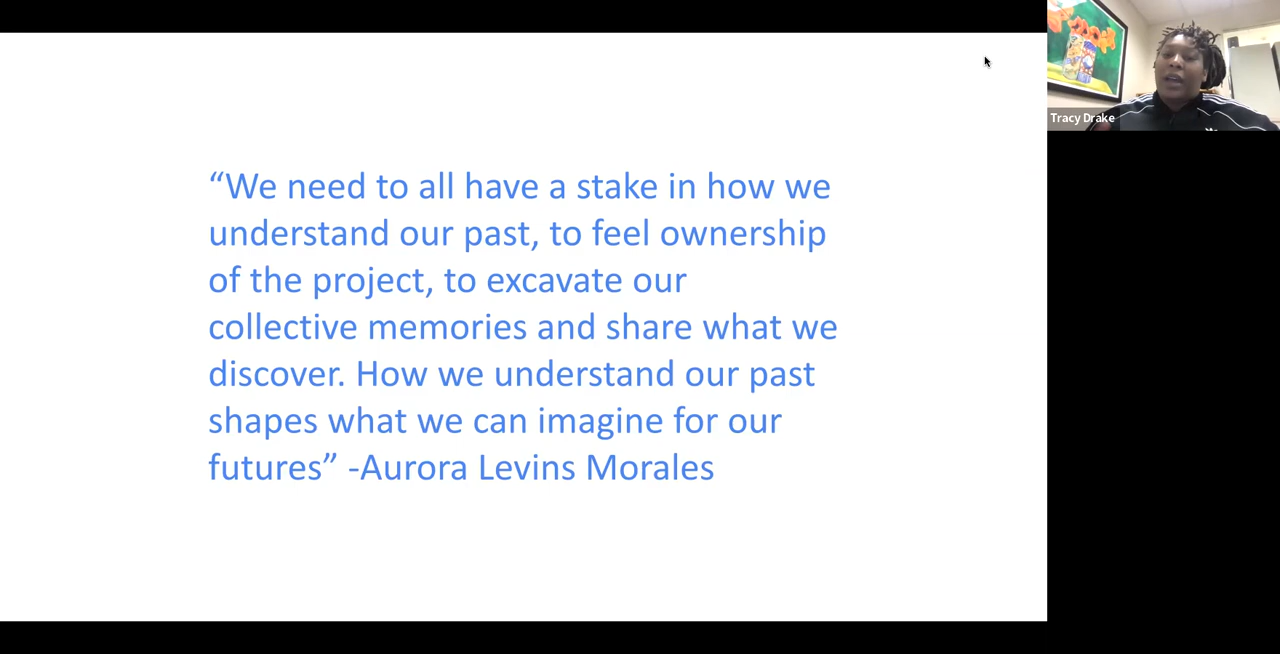 “We need to all have a stake in how we
understand our past, to feel ownership
of the project, to excavate our
collective memories and share what we
discover. How we understand our past
shapes what we can imagine for our
futures” -Aurora Levins Morales
Tracy Drake